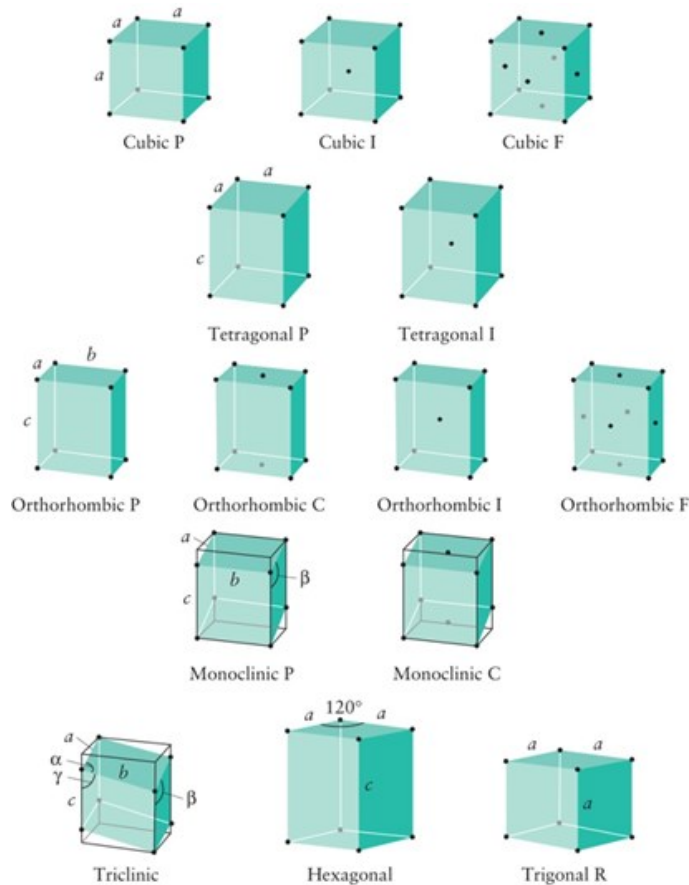 a a
a
Cubic P Cubic I Cubic F
a a
c
Tetragonal P Tetragonal I
a b
c
Orthorhombic P Orthorhombic C Orthorhombic I Orthorhombic F
a
b β
c
Monoclinic P Monoclinic C
120°
a a
a a
a
α
γ b
c β
c
a
Triclinic Hexagonal Trigonal R